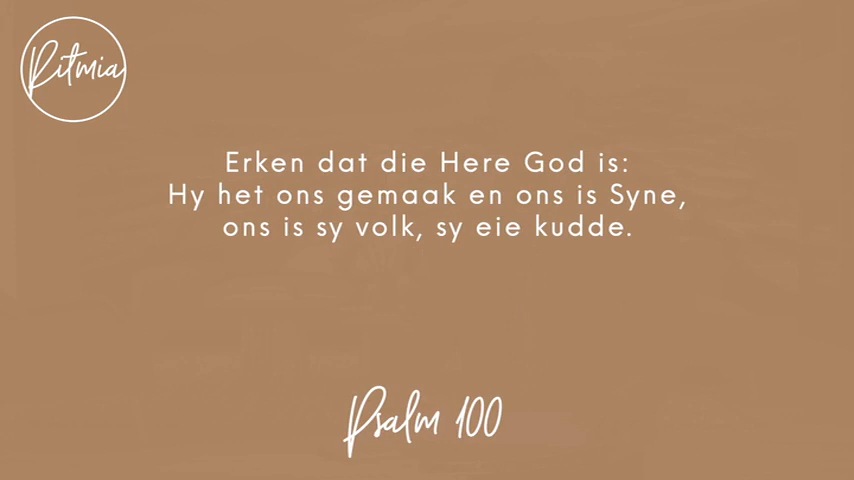 Ritmia
Erken dat die Here God is:
Hy het ons gemaak en ons is Syne,
ons is sy volk, sy eie kudde.
Psalm 100